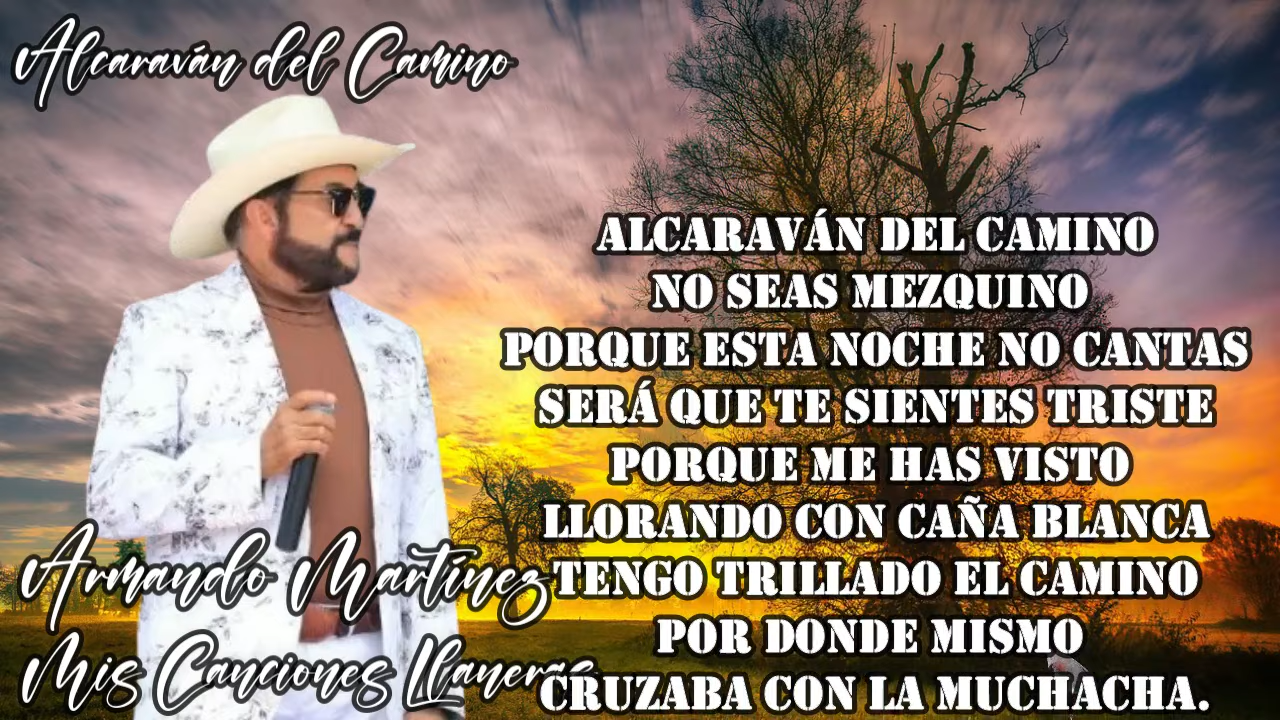 Alcaraván del Camino
ALCARAVÁN DEL CAMINO
NO SEAS MEZQUINO
PORQUE ESTA NOCHE NO CANTAS
SERÁ QUE TE SIENTES TRISTE
PORQUE ME HAS VISTO
LLORANDO CON CAÑA BLANCA
TENGO TRILLADO EL CAMINO
POR DONDE MISMO
CRUZABA CON LA MUCHACHA.
Armando Martínez
Mis Canciones Llaneras